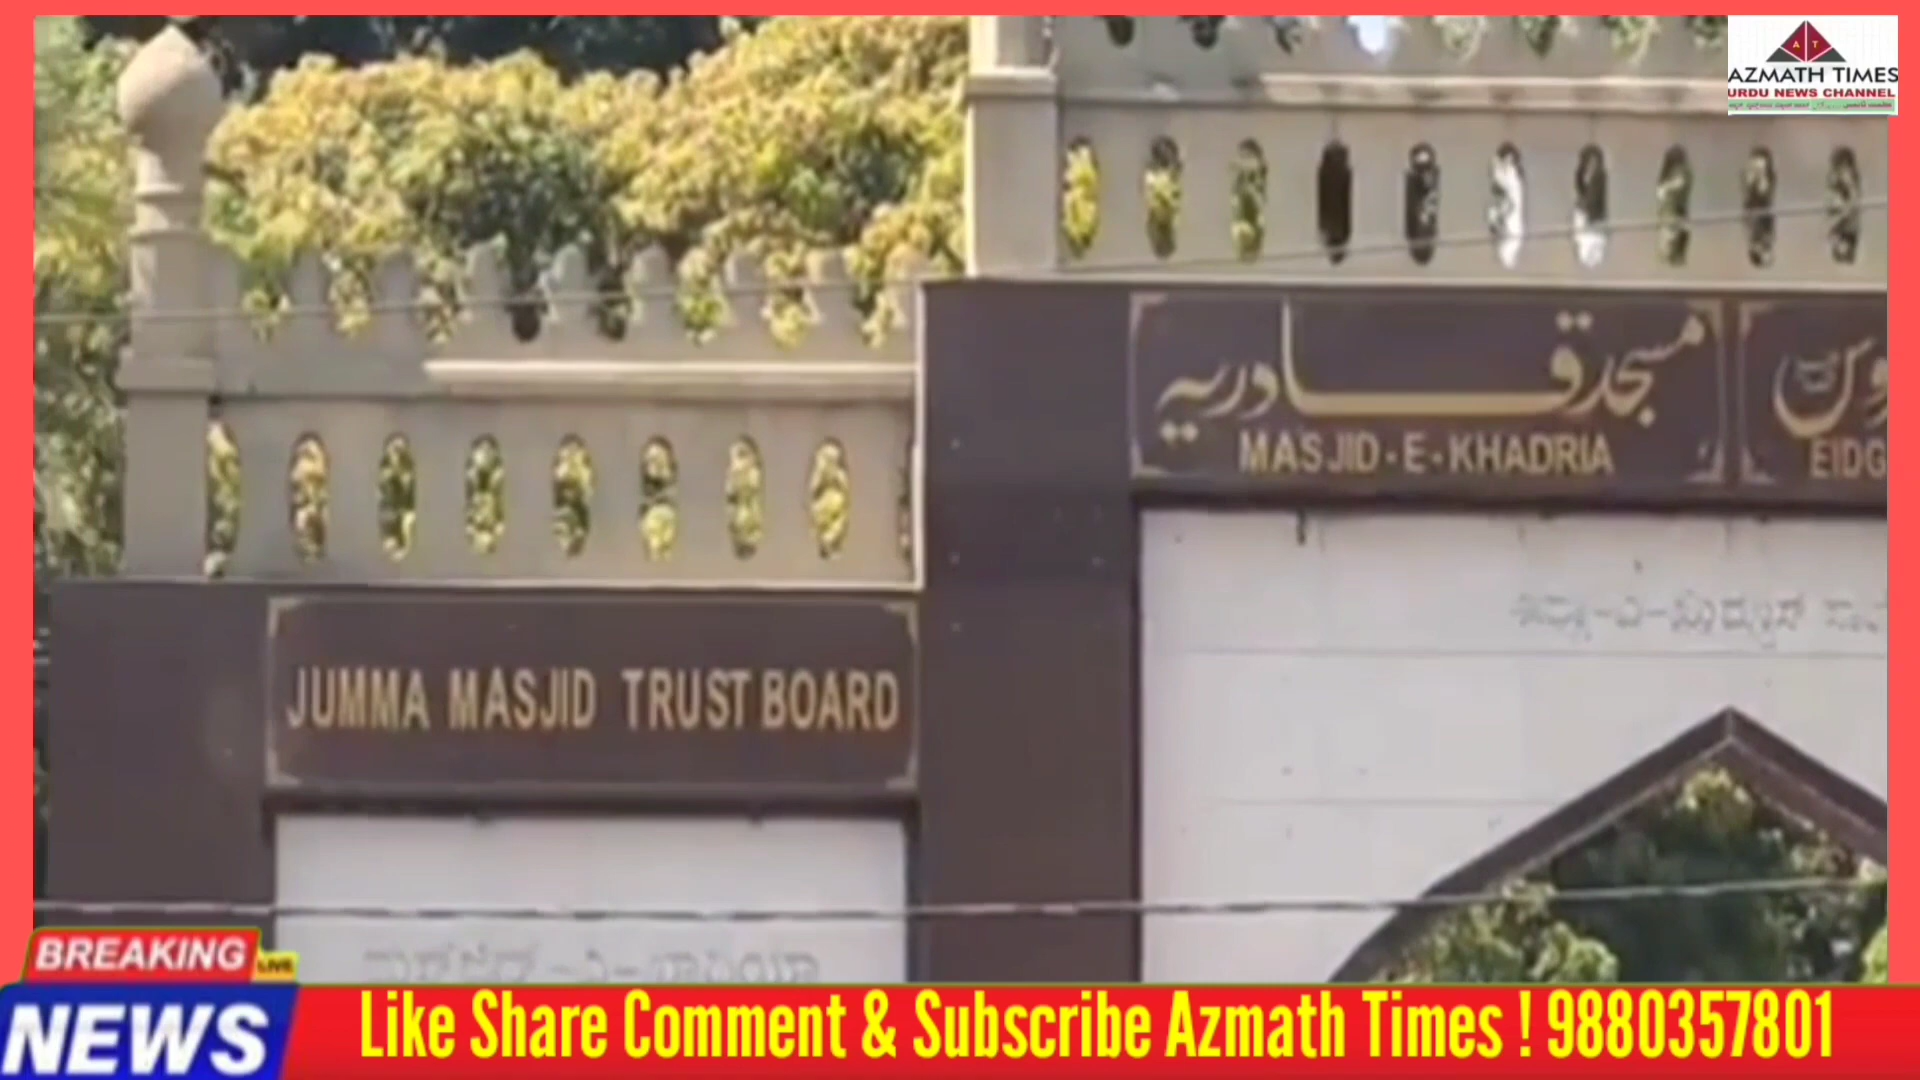 AZMATH TIMES
URDU NEWS CHANNEL
مسجد قادریہ
MASJID-E-KHADRIA
EIDG
JUMMA MASJID TRUST BOARD
BREAKING
LIVE
NEWS
Like Share Comment & Subscribe Azmath Times ! 9880357801